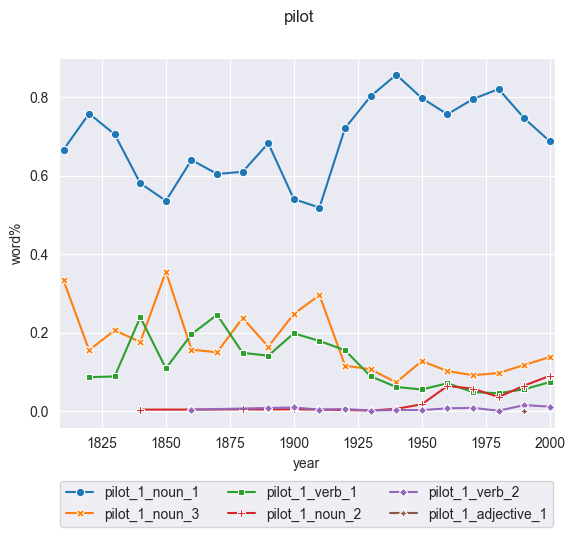 pilot
0.8
0.6
0.4
0.2
0.0
word%
1825 1850 1875 1900 1925 1950 1975 2000
year
pilot_1_noun_1 pilot_1_verb_1 pilot_1_verb_2
pilot_1_noun_3 pilot_1_noun_2 pilot_1_adjective_1